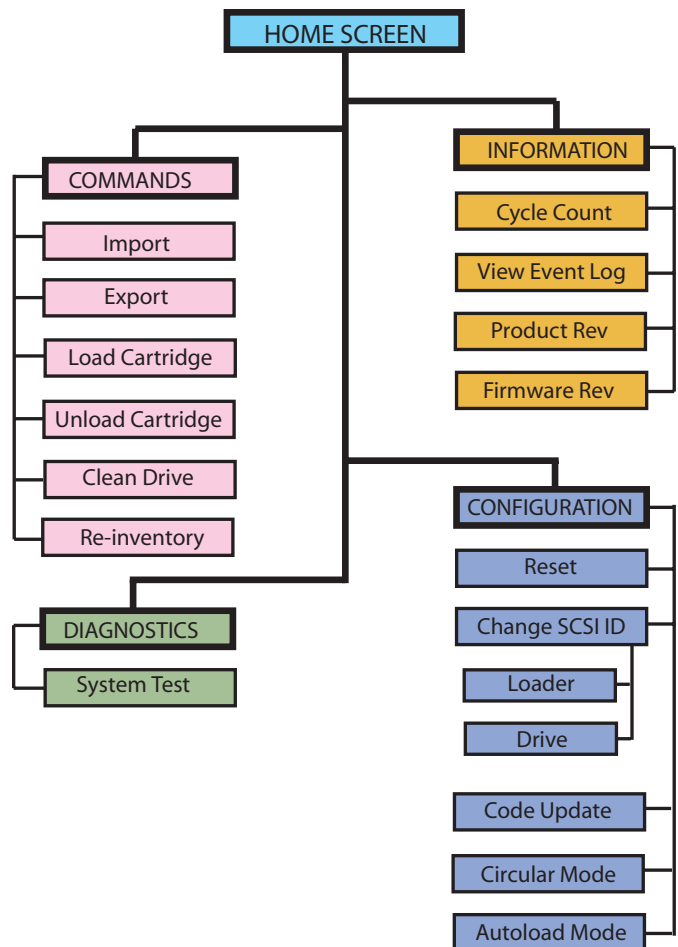 HOME SCREEN
COMMANDS
Import
Export
Load Cartridge
Unload Cartridge
Clean Drive
Re-inventory
DIAGNOSTICS
System Test
INFORMATION
Cycle Count
View Event Log
Product Rev
Firmware Rev
CONFIGURATION
Reset
Change SCSI ID
Loader
Drive
Code Update
Circular Mode
Autoload Mode